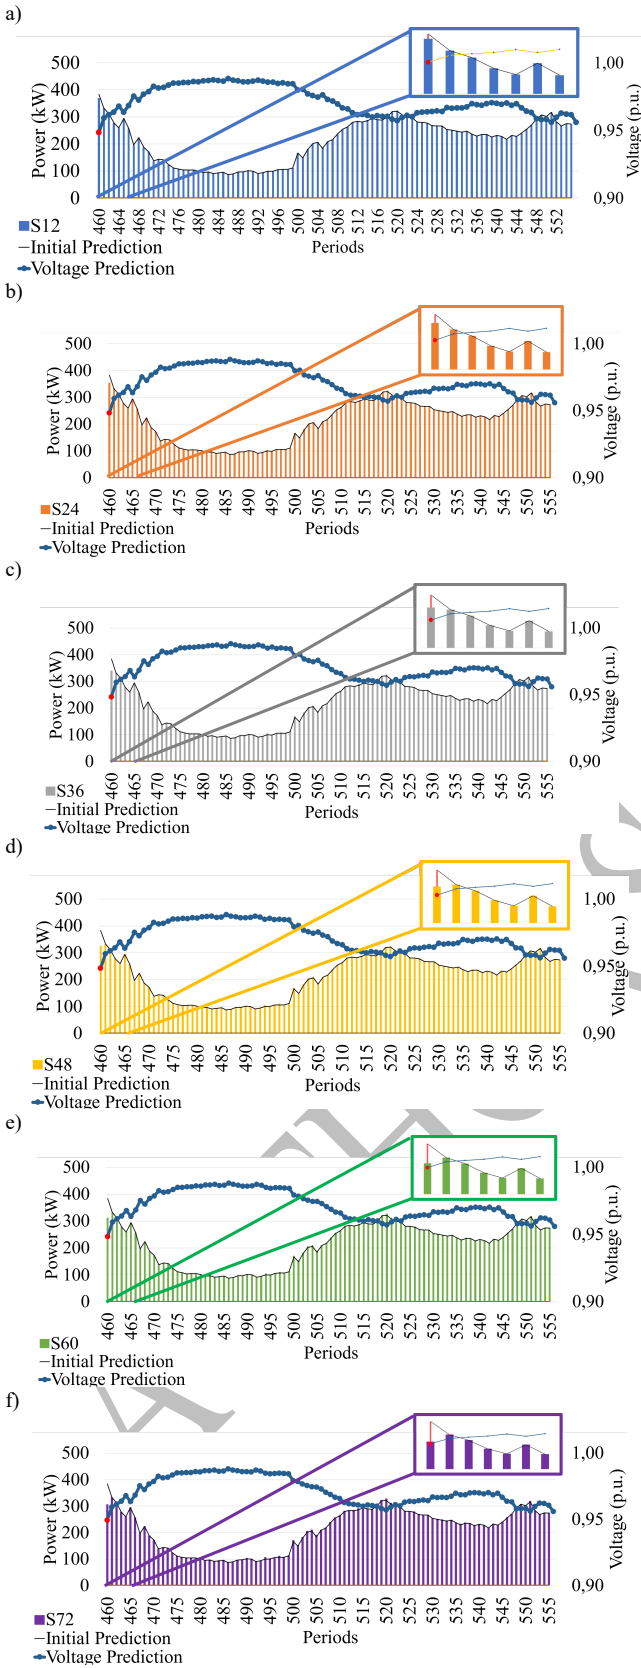 a)
500
400
300
200
100
0
Power (kW)
1,00
0,95
0,90
Voltage (p.u.)
460 464 468 472 476 480 484 488 492 496 500 504 508 512 516 520 524 528 532 536 540 544 548 552
Periods
S12
Initial Prediction
Voltage Prediction
b)
500
400
300
200
100
0
Power (kW)
1,00
0,95
0,90
Voltage (p.u.)
460 465 470 475 480 485 490 495 500 505 510 515 520 525 530 535 540 545 550 555
Periods
S24
Initial Prediction
Voltage Prediction
c)
500
400
300
200
100
0
Power (kW)
1,00
0,95
0,90
Voltage (p.u.)
460 465 470 475 480 485 490 495 500 505 510 515 520 525 530 535 540 545 550 555
Periods
S36
Initial Prediction
Voltage Prediction
d)
500
400
300
200
100
0
Power (kW)
1,00
0,95
0,90
Voltage (p.u.)
460 465 470 475 480 485 490 495 500 505 510 515 520 525 530 535 540 545 550 555
Periods
S48
Initial Prediction
Voltage Prediction
e)
500
400
300
200
100
0
Power (kW)
1,00
0,95
0,90
Voltage (p.u.)
460 465 470 475 480 485 490 495 500 505 510 515 520 525 530 535 540 545 550 555
Periods
S60
Initial Prediction
Voltage Prediction
f)
500
400
300
200
100
0
Power (kW)
1,00
0,95
0,90
Voltage (p.u.)
460 465 470 475 480 485 490 495 500 505 510 515 520 525 530 535 540 545 550 555
Periods
S72
Initial Prediction
Voltage Prediction